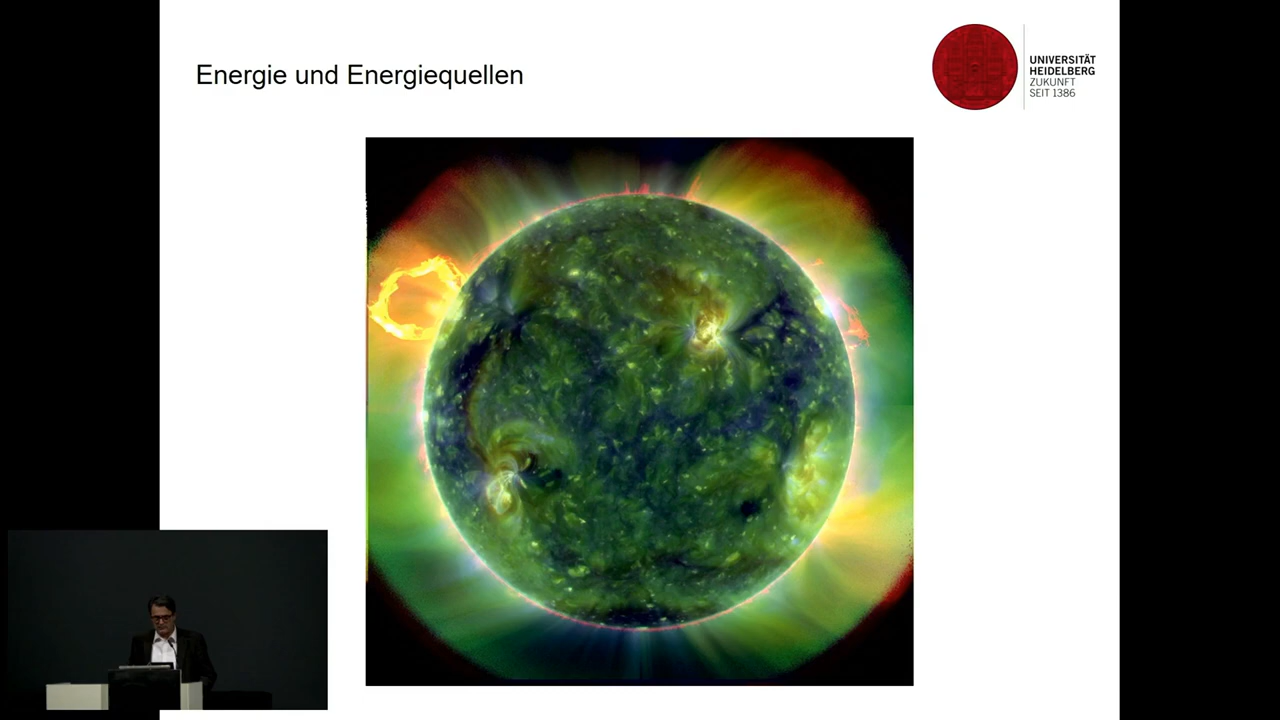 Energie und Energiequellen
UNIVERSITÄT
HEIDELBERG
ZUKUNFT
SEIT 1386